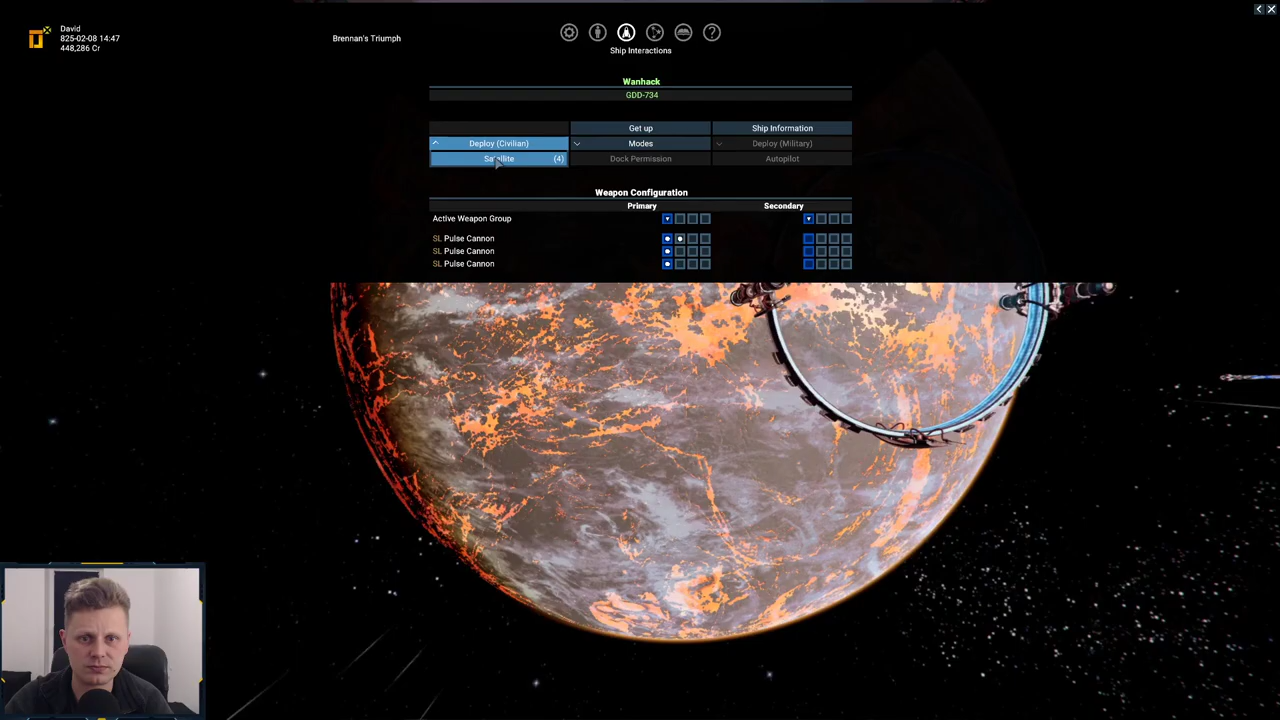 David
825-02-08 14:47
448,286 Cr
Brennan's Triumph
Ship Interactions
Wanhack
GDD-734
Get up
Ship Information
Deploy (Civilian)
Modes
Deploy (Military)
Satellite (4)
Dock Permission
Autopilot
Weapon Configuration
Primary
Secondary
Active Weapon Group
SL Pulse Cannon
SL Pulse Cannon
SL Pulse Cannon